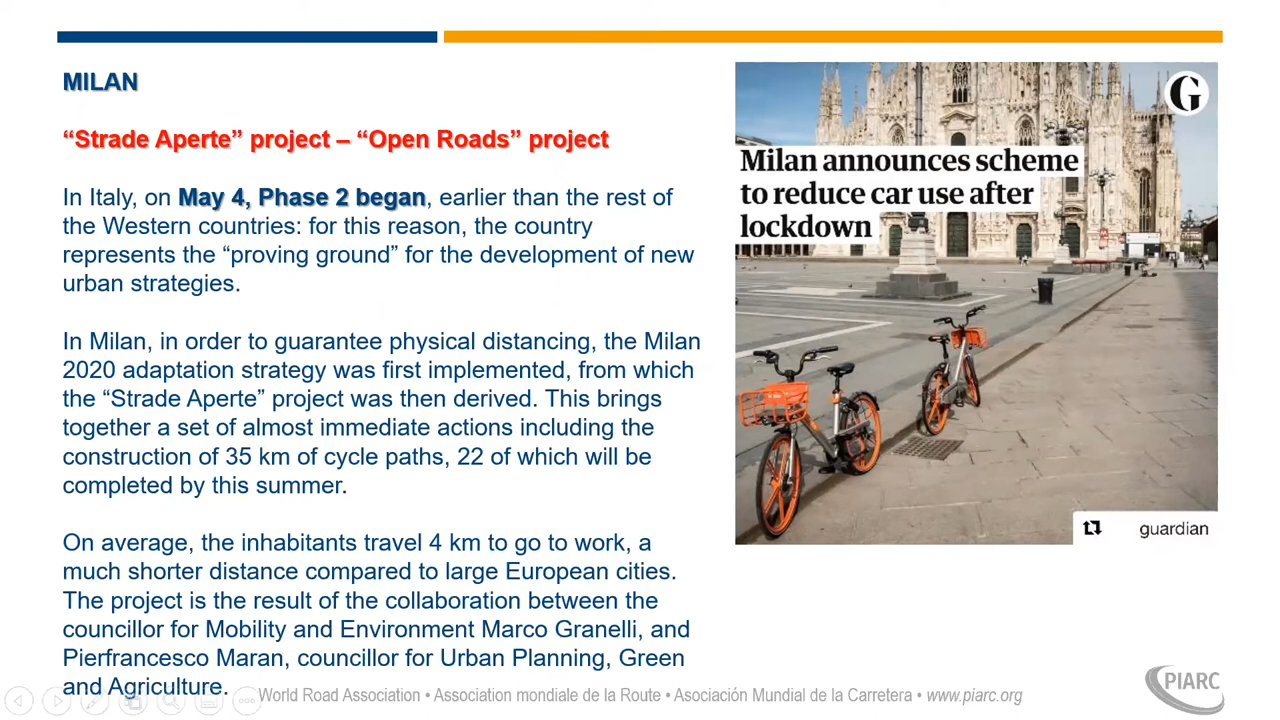 MILAN
“Strade Aperte” project – “Open Roads” project
In Italy, on May 4, Phase 2 began, earlier than the rest of
the Western countries: for this reason, the country
represents the “proving ground” for the development of new
urban strategies.
In Milan, in order to guarantee physical distancing, the Milan
2020 adaptation strategy was first implemented, from which
the “Strade Aperte” project was then derived. This brings
together a set of almost immediate actions including the
construction of 35 km of cycle paths, 22 of which will be
completed by this summer.
On average, the inhabitants travel 4 km to go to work, a
much shorter distance compared to large European cities.
The project is the result of the collaboration between the
councillor for Mobility and Environment Marco Granelli, and
Pierfrancesco Maran, councillor for Urban Planning, Green
and Agriculture.
G
Milan announces scheme
to reduce car use after
lockdown
guardian
World Road Association • Association mondiale de la Route • Asociación Mundial de la Carretera • www.piarc.org
PIARC